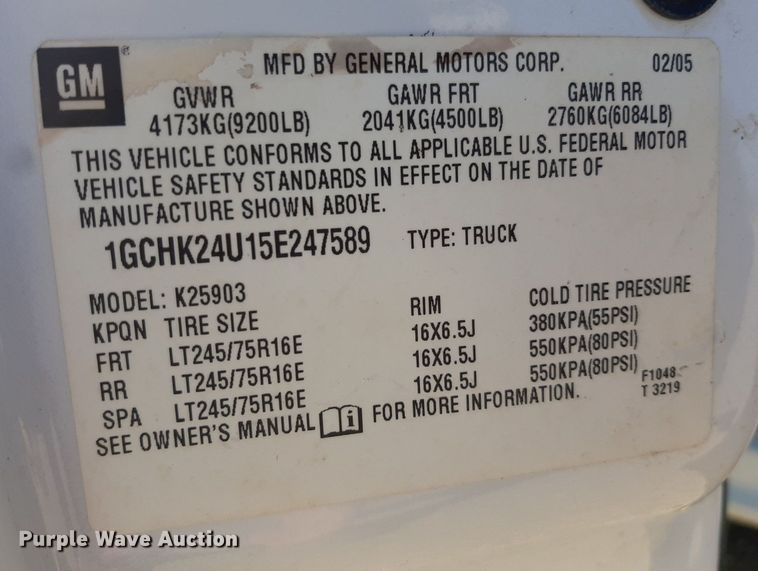 GM ®
MFD BY GENERAL MOTORS CORP. 02/05
GVWR GAWR FRT GAWR RR
4173KG(9200LB) 2041KG(4500LB) 2760KG(6084LB)
THIS VEHICLE CONFORMS TO ALL APPLICABLE U.S. FEDERAL MOTOR
VEHICLE SAFETY STANDARDS IN EFFECT ON THE DATE OF
MANUFACTURE SHOWN ABOVE.
1GCHK24U15E247589 TYPE: TRUCK
MODEL: K25903
KPQN TIRE SIZE RIM COLD TIRE PRESSURE
FRT LT245/75R16E 16X6.5J 380KPA(55PSI)
RR LT245/75R16E 16X6.5J 550KPA(80PSI)
SPA LT245/75R16E 16X6.5J 550KPA(80PSI)
SEE OWNER'S MANUAL i FOR MORE INFORMATION.
F1048
T 3219
Purple Wave Auction